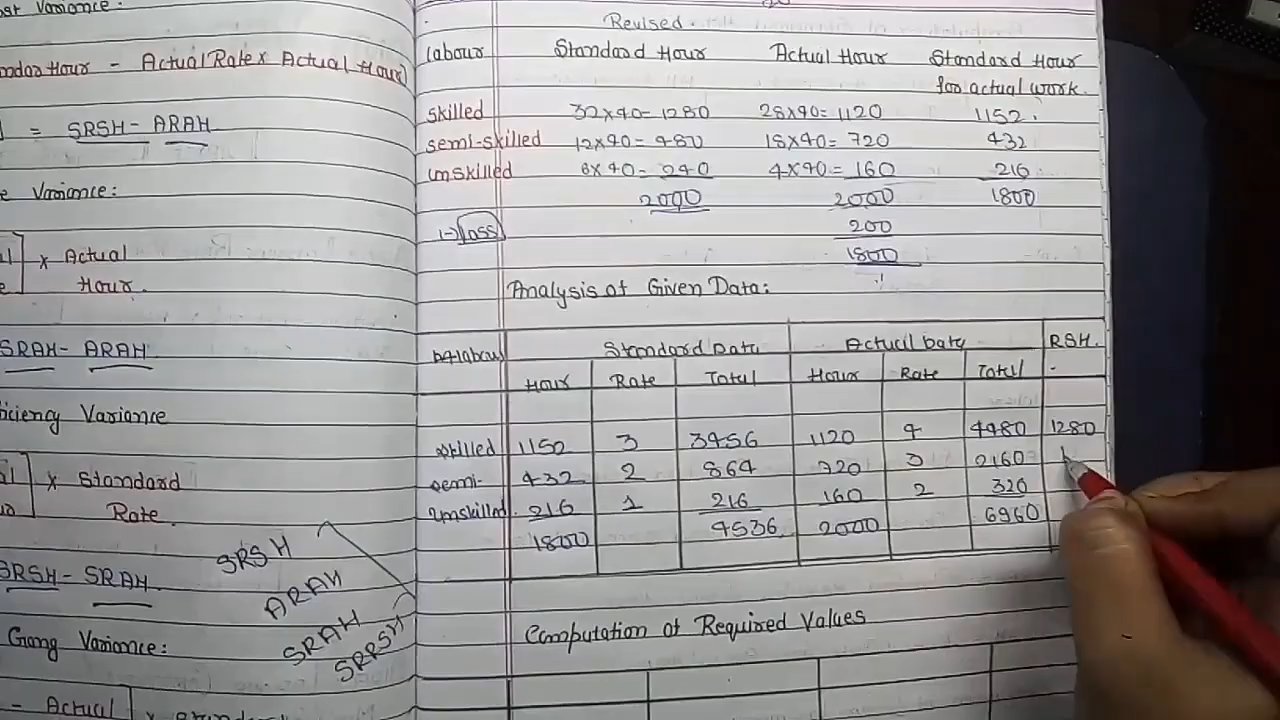 Variance:
Hour - Actual Rate x Actual Hour
= SRSH - ARAH
Variance:
x Actual
Hour.
SRAH - ARAH
iciency Variance
x Standard
Rate.
SRSH - SRAH
Gang Variance:
- Actual
SRSH
ARAH
SRAH
SRRSH
Revised.
labour Standard Hour Actual Hour Standard Hour
for actual work.
skilled 32x40=1280 28x40=1120 1152.
semi-skilled 12x40=480 18x40=720 432
unskilled 6x40=240 4x40=160 216
2000 2000 1800
(-) loss 200
1800
Analysis of Given Data:
Standard Data Actual Data RSH.
Hour Rate Total Hour Rate Total
skilled 1152 3 3456 1120 4 4480 1280
semi- 432 2 864 720 3 2160
unskilled. 216 1 216 160 2 320
1800 4536 2000 6960
Computation of Required Values